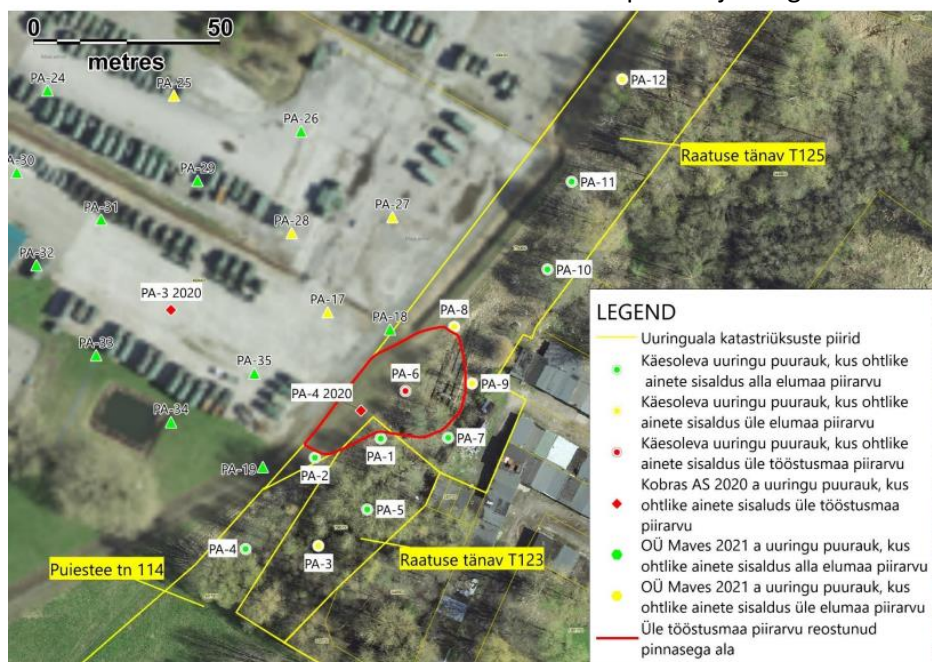 0 50
metres
PA-24
PA-25
PA-26
PA-12
Raatuse tänav T125
PA-30
PA-29
PA-11
PA-31
PA-27
PA-28
PA-32
PA-10
PA-3 2020
PA-17
PA-18
PA-8
PA-33
PA-35
PA-6
PA-9
PA-4 2020
PA-34
PA-7
PA-1
PA-19
PA-2
PA-5
PA-4
PA-3
Raatuse tänav T123
Puiestee tn 114
LEGEND
Uuringuala katastriüksuste piirid
Käesoleva uuringu puurauk, kus ohtlike
ainete sisaldus alla elumaa piirarvu
Käesoleva uuringu puurauk, kus ohtlike
ainete sisaldus üle elumaa piirarvu
Käesoleva uuringu puurauk, kus ohtlike
ainete sisaldus üle tööstusmaa piirarvu
Kobras AS 2020 a uuringu puurauk, kus
ohtlike ainete sisaluds üle tööstusmaa
piirarvu
OÜ Maves 2021 a uuringu puurauk, kus
ohtlike ainete sisaldus alla elumaa piirarvu
OÜ Maves 2021 a uuringu puurauk, kus
ohtlike ainete sisaldus üle elumaa piirarvu
Üle tööstusmaa piirarvu reostunud
pinnasega ala